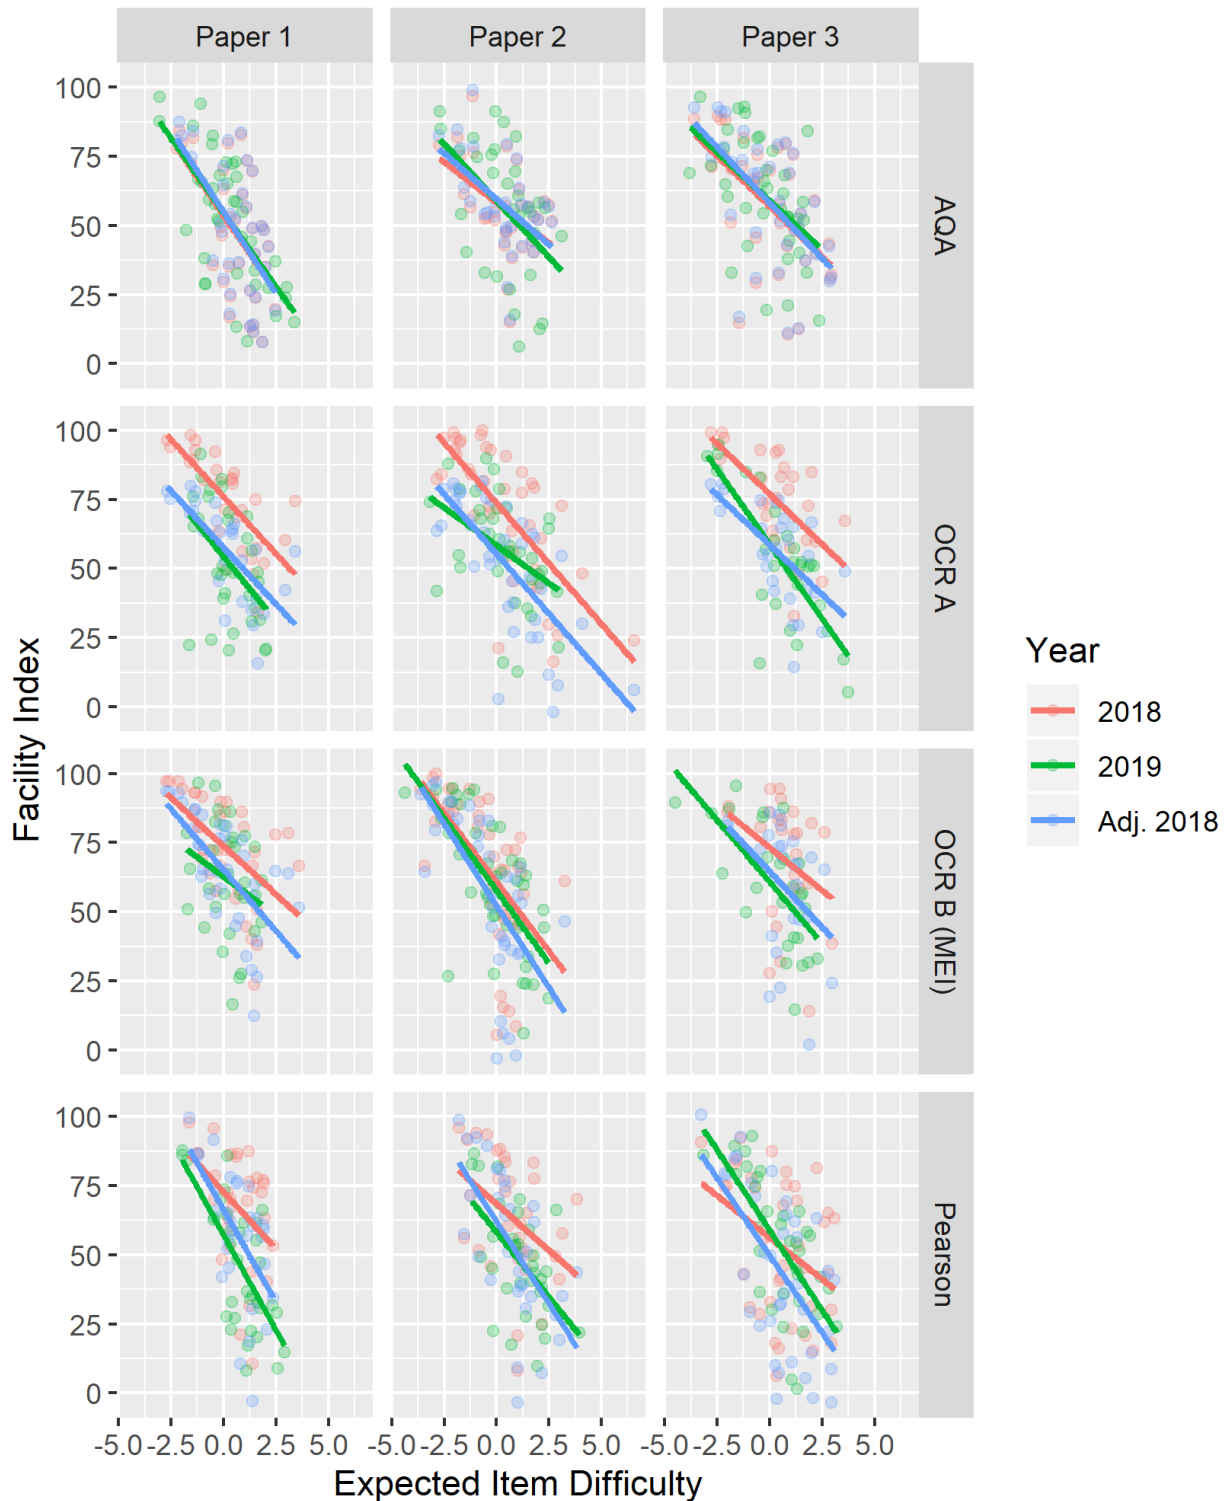 Paper 1 Paper 2 Paper 3
100
75
50
25
0
AQA
100
75
50
25
0
OCR A
100
75
50
25
0
OCR B (MEI)
100
75
50
25
0
Pearson
-5.0 -2.5 0.0 2.5 5.0 -5.0 -2.5 0.0 2.5 5.0 -5.0 -2.5 0.0 2.5 5.0
Expected Item Difficulty
Facility Index
Year
2018
2019
Adj. 2018